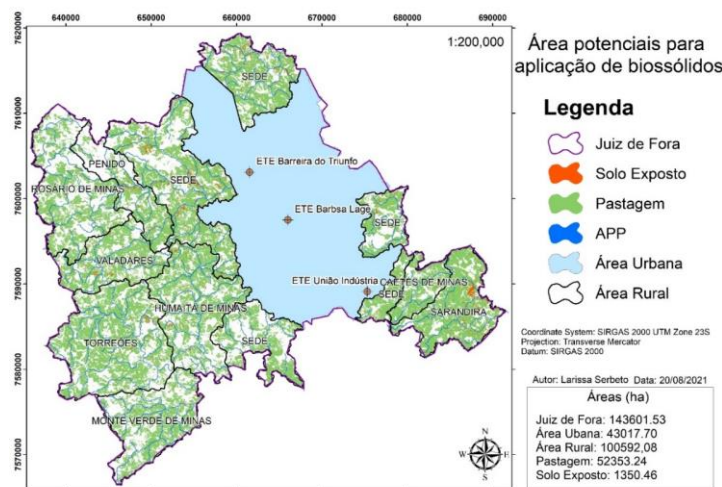 640000 650000 660000 670000 680000 690000
7620000
7610000
7600000
7590000
7580000
7570000
1:200,000
SEDE
PENIDO
ETE Barreira do Triunfo
ROSÁRIO DE MINAS
SEDE
ETE Barbsa Lage
SEDE
VALADARES
ETE União Indústria
CAETÉS DE MINAS
SEDE
SARANDIRA
HUMAITA DE MINAS
TORREÕES
SEDE
MONTE VERDE DE MINAS
N
W E
S
Área potenciais para
aplicação de biossólidos
Legenda
Juiz de Fora
Solo Exposto
Pastagem
APP
Área Urbana
Área Rural
Coordinate System: SIRGAS 2000 UTM Zone 23S
Projection: Transverse Mercator
Datum: SIRGAS 2000
Autor: Larissa Serbeto Data: 20/08/2021
Áreas (ha)
Juiz de Fora: 143601.53
Área Urbana: 43017.70
Área Rural: 100592,08
Pastagem: 52353.24
Solo Exposto: 1350.46